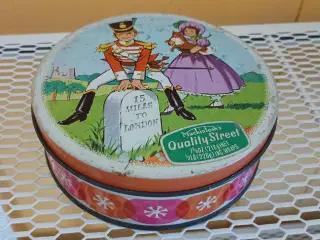 15
MILES
TO
LONDON
Mackintosh's
Quality Street